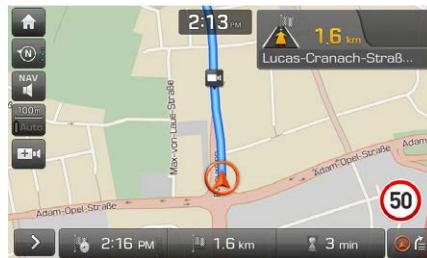 2:13 PM
1.6 km
Lucas-Cranach-Straß...
N
NAV
100m
Auto
Max-von-Laue-Straße
Adam-Opel-Straße
Adam
Adam-Opel-Straße
50
2:16 PM
1.6 km
3 min